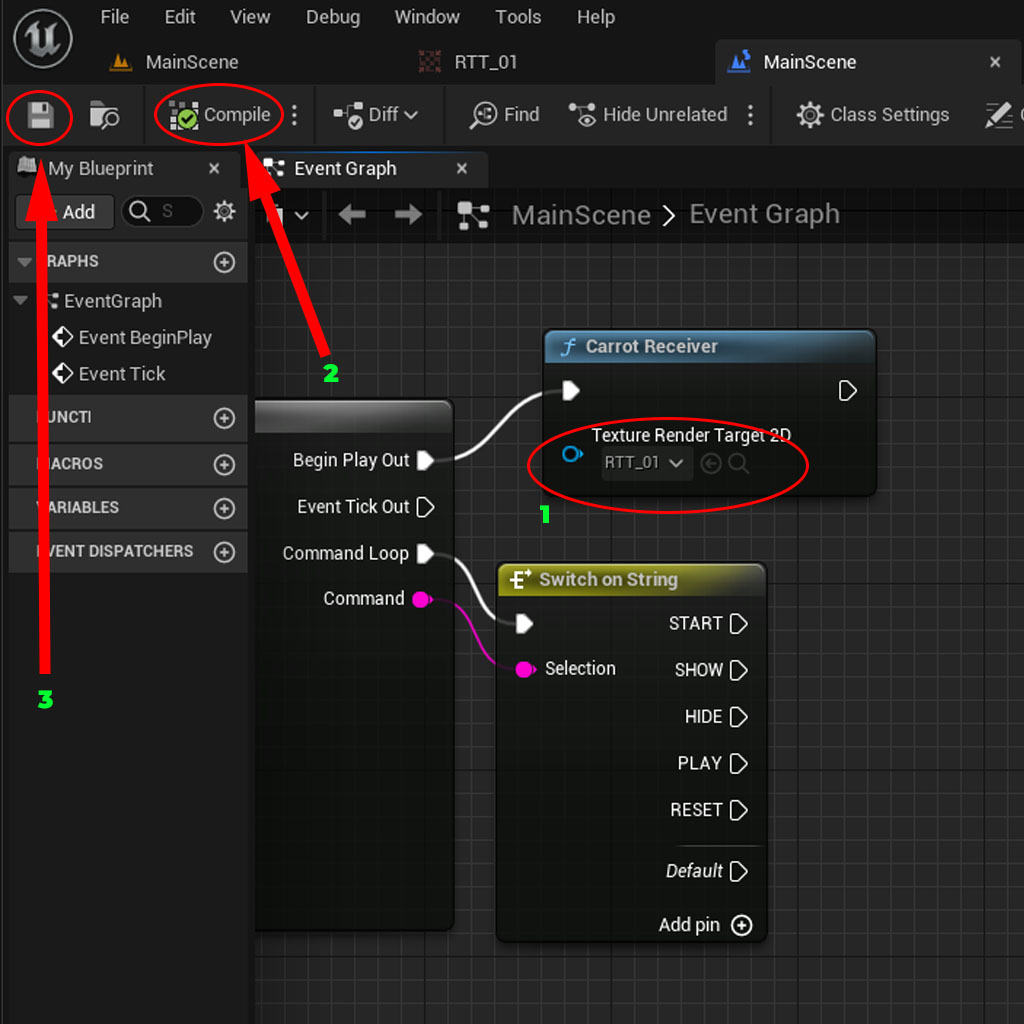 File Edit View Debug Window Tools Help
MainScene RTT_01 MainScene
Compile Diff Find Hide Unrelated Class Settings
My Blueprint Event Graph
Add S
MainScene > Event Graph
RAPHS
EventGraph
Event BeginPlay
Event Tick
2
UNCTI
MACROS
VARIABLES
VENT DISPATCHERS
3
Begin Play Out
Event Tick Out
Command Loop
Command
Carrot Receiver
Texture Render Target 2D
RTT_01
1
Switch on String
START
Selection SHOW
HIDE
PLAY
RESET
Default
Add pin